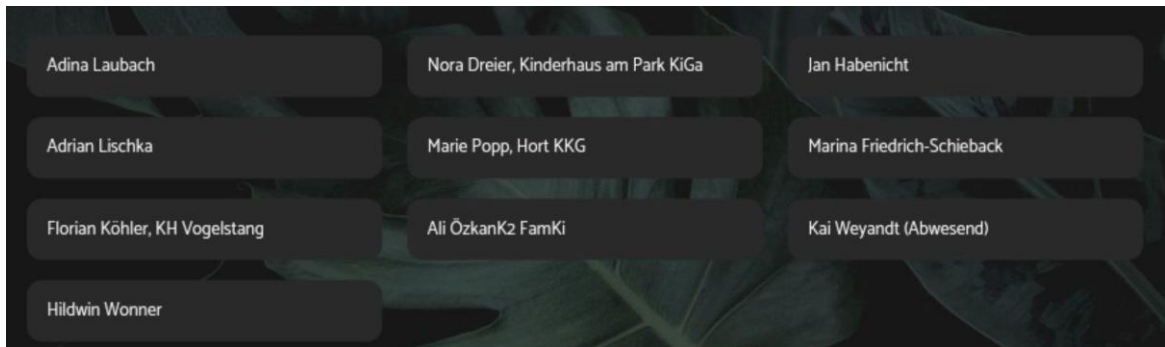 Adina Laubach
Nora Dreier, Kinderhaus am Park KiGa
Jan Habenicht
Adrian Lischka
Marie Popp, Hort KKG
Marina Friedrich-Schieback
Florian Köhler, KH Vogelstang
Ali ÖzkanK2 FamKi
Kai Weyandt (Abwesend)
Hildwin Wonner